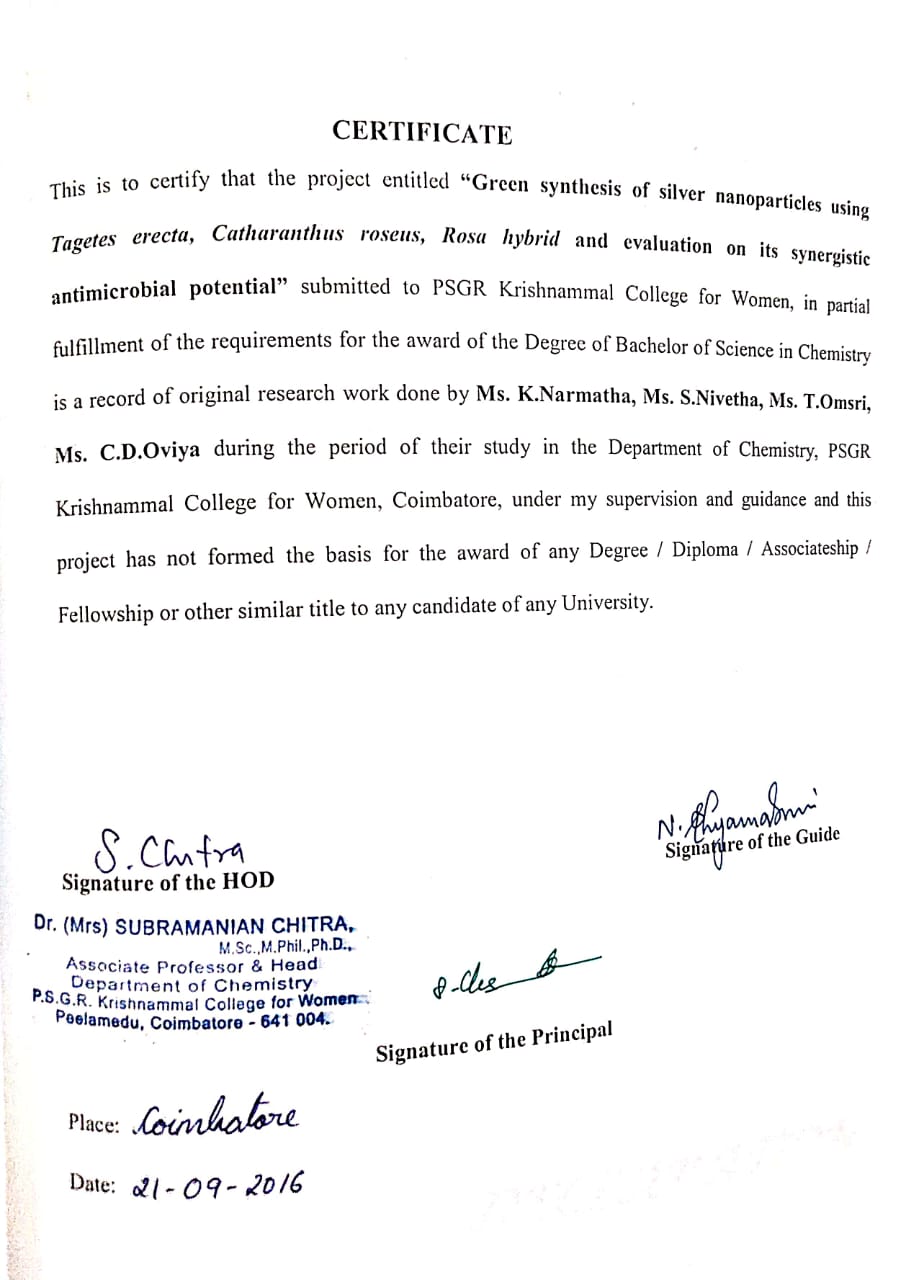 CERTIFICATE
This is to certify that the project entitled “Green synthesis of silver nanoparticles using
Tagetes erecta, Catharanthus roseus, Rosa hybrid and evaluation on its synergistic
antimicrobial potential” submitted to PSGR Krishnammal College for Women, in partial
fulfillment of the requirements for the award of the Degree of Bachelor of Science in Chemistry
is a record of original research work done by Ms. K.Narmatha, Ms. S.Nivetha, Ms. T.Omsri,
Ms. C.D.Oviya during the period of their study in the Department of Chemistry, PSGR
Krishnammal College for Women, Coimbatore, under my supervision and guidance and this
project has not formed the basis for the award of any Degree / Diploma / Associateship /
Fellowship or other similar title to any candidate of any University.
N.
Signature of the Guide
S. Chitra
Signature of the HOD
Dr. (Mrs) SUBRAMANIAN CHITRA,
M.Sc.,M.Phil.,Ph.D.,
Associate Professor & Head
Department of Chemistry
P.S.G.R. Krishnammal College for Women
Peelamedu, Coimbatore - 641 004.
Signature of the Principal
Place: Coimbatore
Date: 21-09-2016